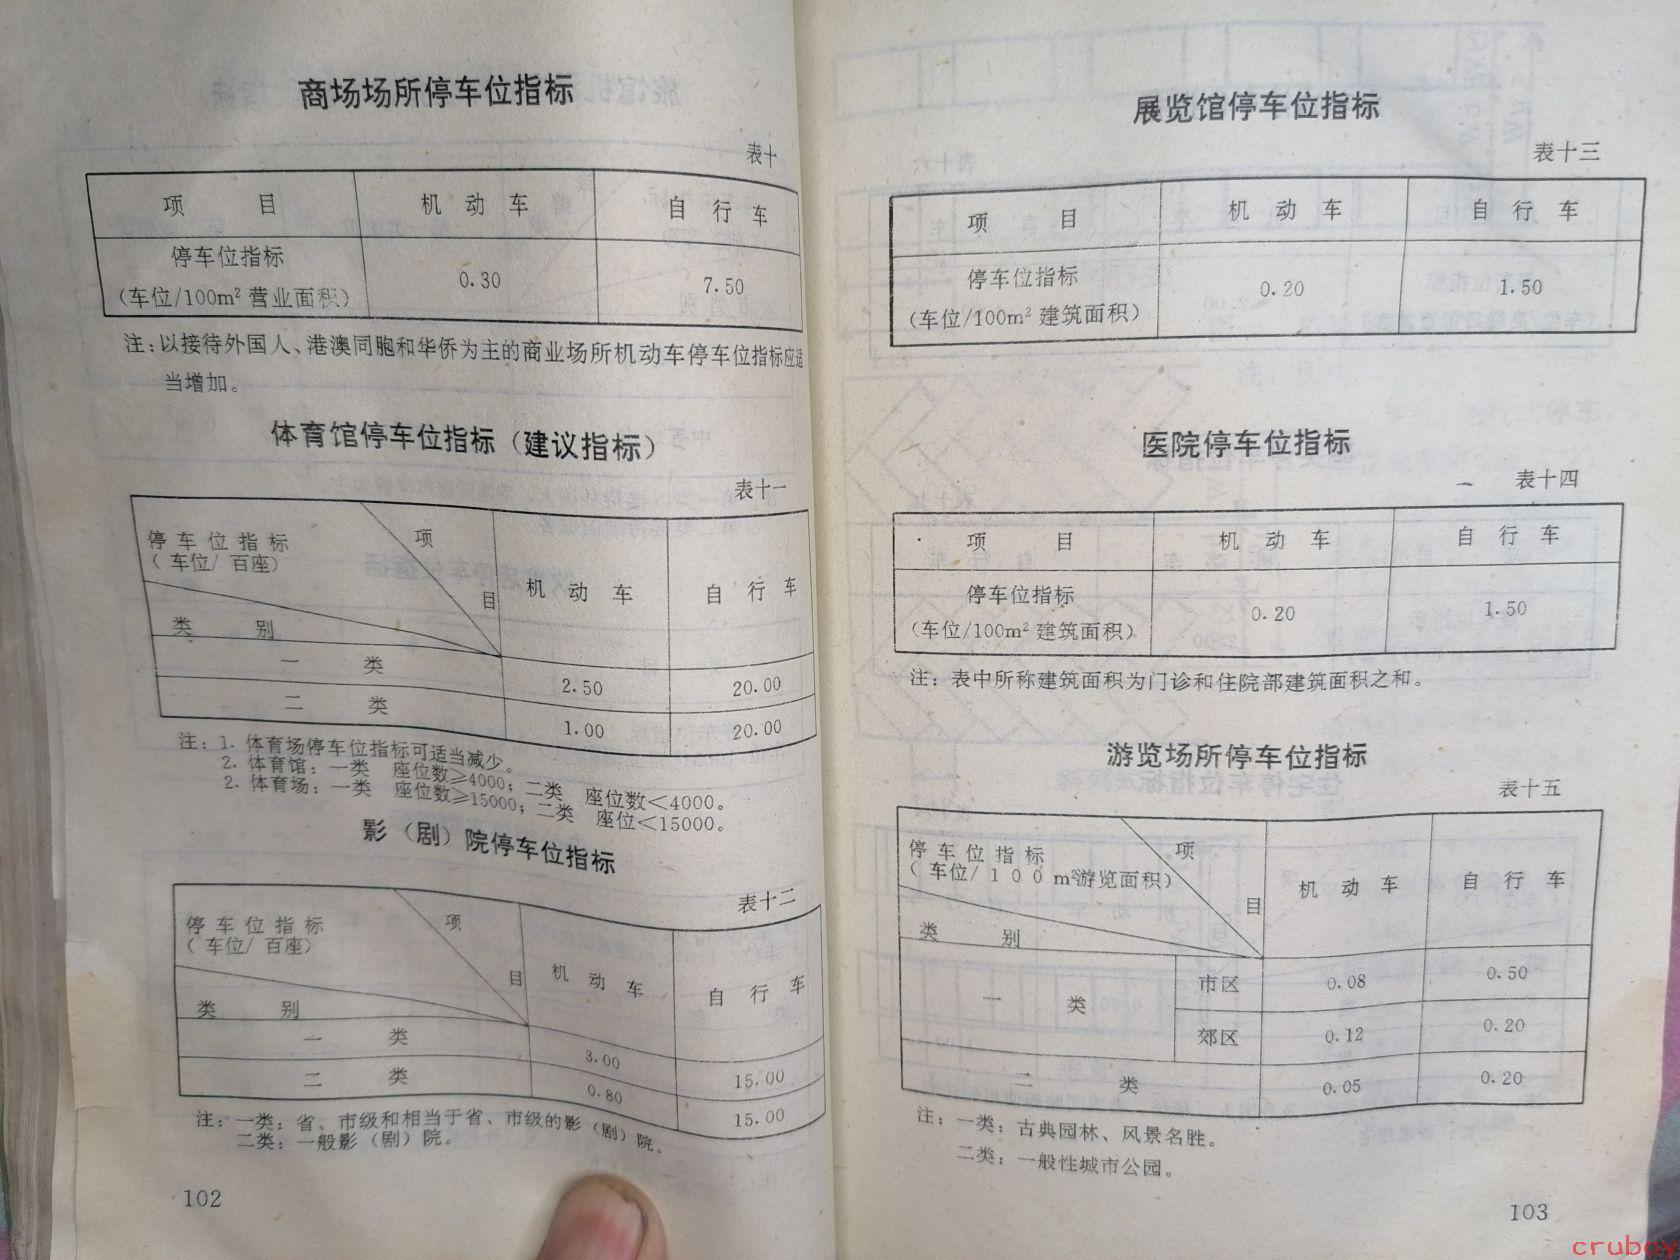 商场场所停车位指标
表十
项 目 机 动 车 自 行 车
停车位指标
(车位/100m²营业面积) 0.30 7.50
注:以接待外国人、港澳同胞和华侨为主的商业场所机动车停车位指标应适
当增加。
体育馆停车位指标(建议指标)
表十一
停车位指标 项
(车位/百座)
目 机 动 车 自 行 车
类 别
一 类 2.50 20.00
二 类 1.00 20.00
注:1. 体育场停车位指标可适当减少。
2. 体育馆:一类 座位数≥4000;二类 座位数<4000。
2. 体育场:一类 座位数≥15000;二类 座位<15000。
影(剧)院停车位指标
表十二
停车位指标 项
(车位/百座)
目 机 动 车 自 行 车
类 别
一 类 3.00 15.00
二 类 0.80 15.00
注:一类:省、市级和相当于省、市级的影(剧)院。
二类:一般影(剧)院。
102
展览馆停车位指标
表十三
项 目 机 动 车 自 行 车
停车位指标
(车位/100m²建筑面积) 0.20 1.50
医院停车位指标
表十四
项 目 机 动 车 自 行 车
停车位指标
(车位/100m²建筑面积) 0.20 1.50
注:表中所称建筑面积为门诊和住院部建筑面积之和。
游览场所停车位指标
表十五
停车位指标 项
(车位/100m²游览面积)
目 机 动 车 自 行 车
类 别
一 类 市区 0.08 0.50
郊区 0.12 0.20
二 类 0.05 0.20
注:一类:古典园林、风景名胜。
二类:一般性城市公园。
103
cruboy